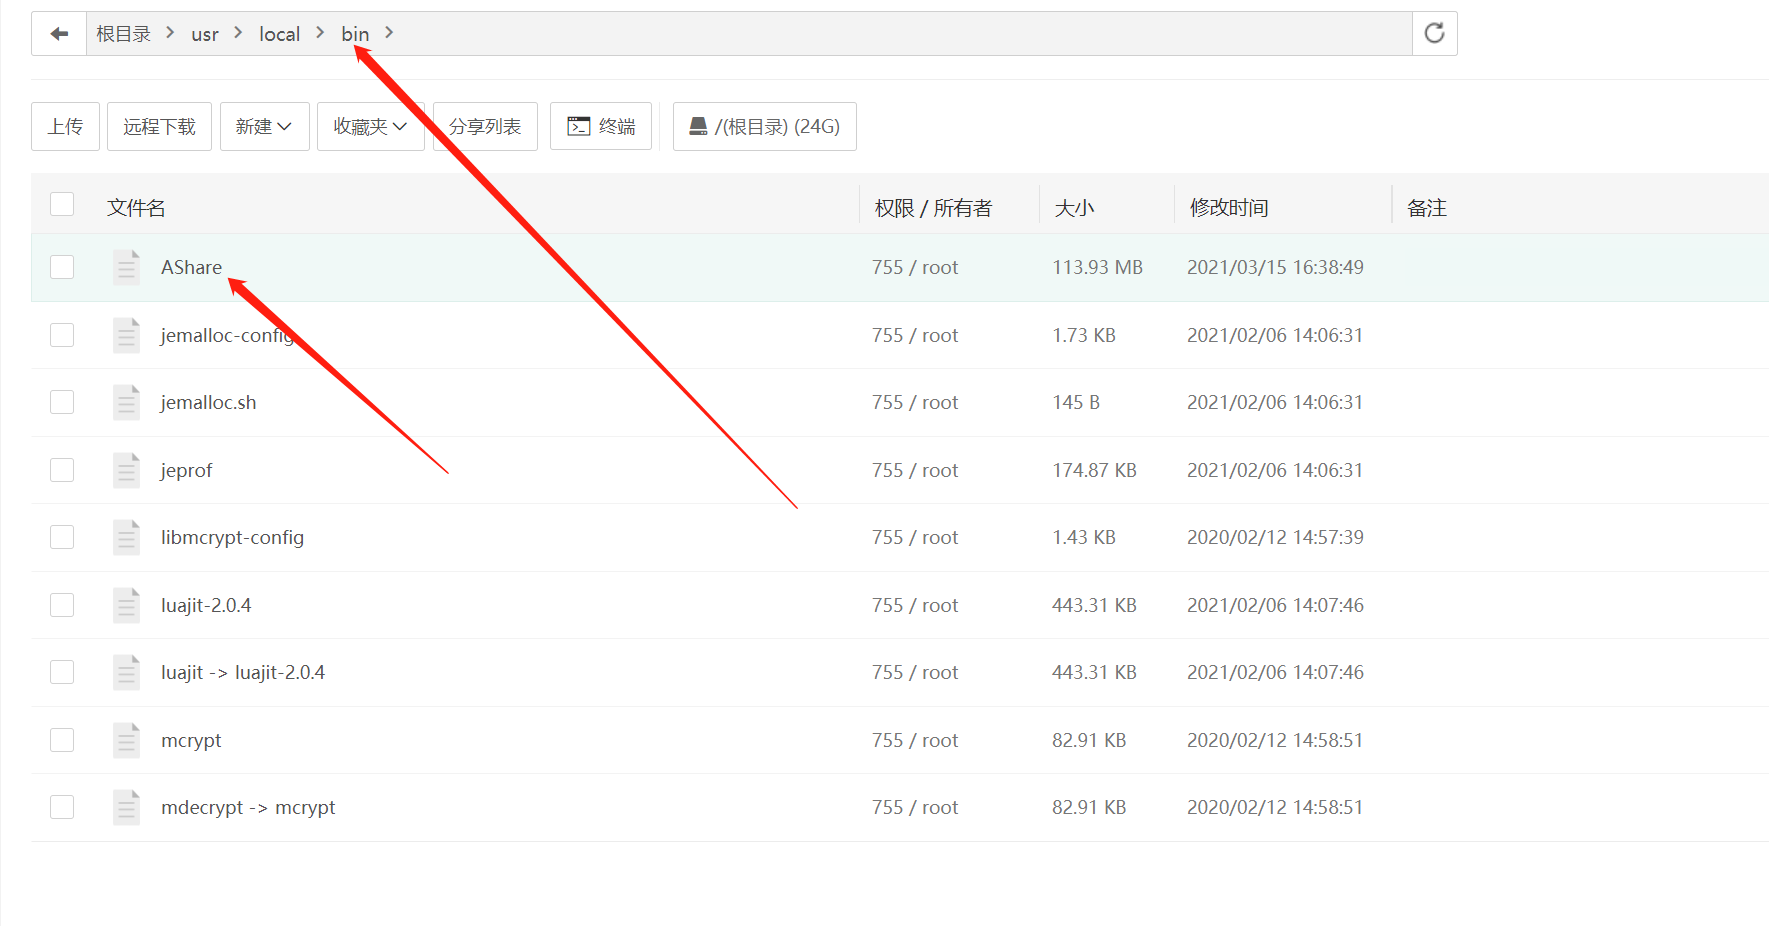 根目录 > usr > local > bin >
上传 远程下载 新建 收藏夹 分享列表 终端 /(根目录) (24G)
文件名 权限 / 所有者 大小 修改时间 备注
AShare 755 / root 113.93 MB 2021/03/15 16:38:49
jemalloc-config 755 / root 1.73 KB 2021/02/06 14:06:31
jemalloc.sh 755 / root 145 B 2021/02/06 14:06:31
jeprof 755 / root 174.87 KB 2021/02/06 14:06:31
libmcrypt-config 755 / root 1.43 KB 2020/02/12 14:57:39
luajit-2.0.4 755 / root 443.31 KB 2021/02/06 14:07:46
luajit -> luajit-2.0.4 755 / root 443.31 KB 2021/02/06 14:07:46
mcrypt 755 / root 82.91 KB 2020/02/12 14:58:51
mdecrypt -> mcrypt 755 / root 82.91 KB 2020/02/12 14:58:51